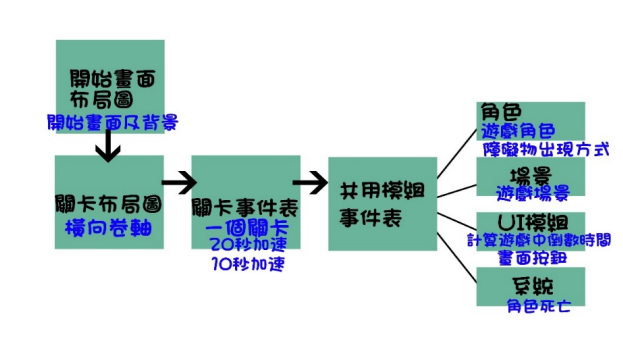 開始畫面
布局圖
開始畫面及背景
關卡布局圖
橫向卷軸
關卡事件表
一個關卡
20秒加速
10秒加速
共用模組
事件表
角色
遊戲角色
障礙物出現方式
場景
遊戲場景
UI模組
計算遊戲中倒數時間
畫面按鈕
系統
角色死亡